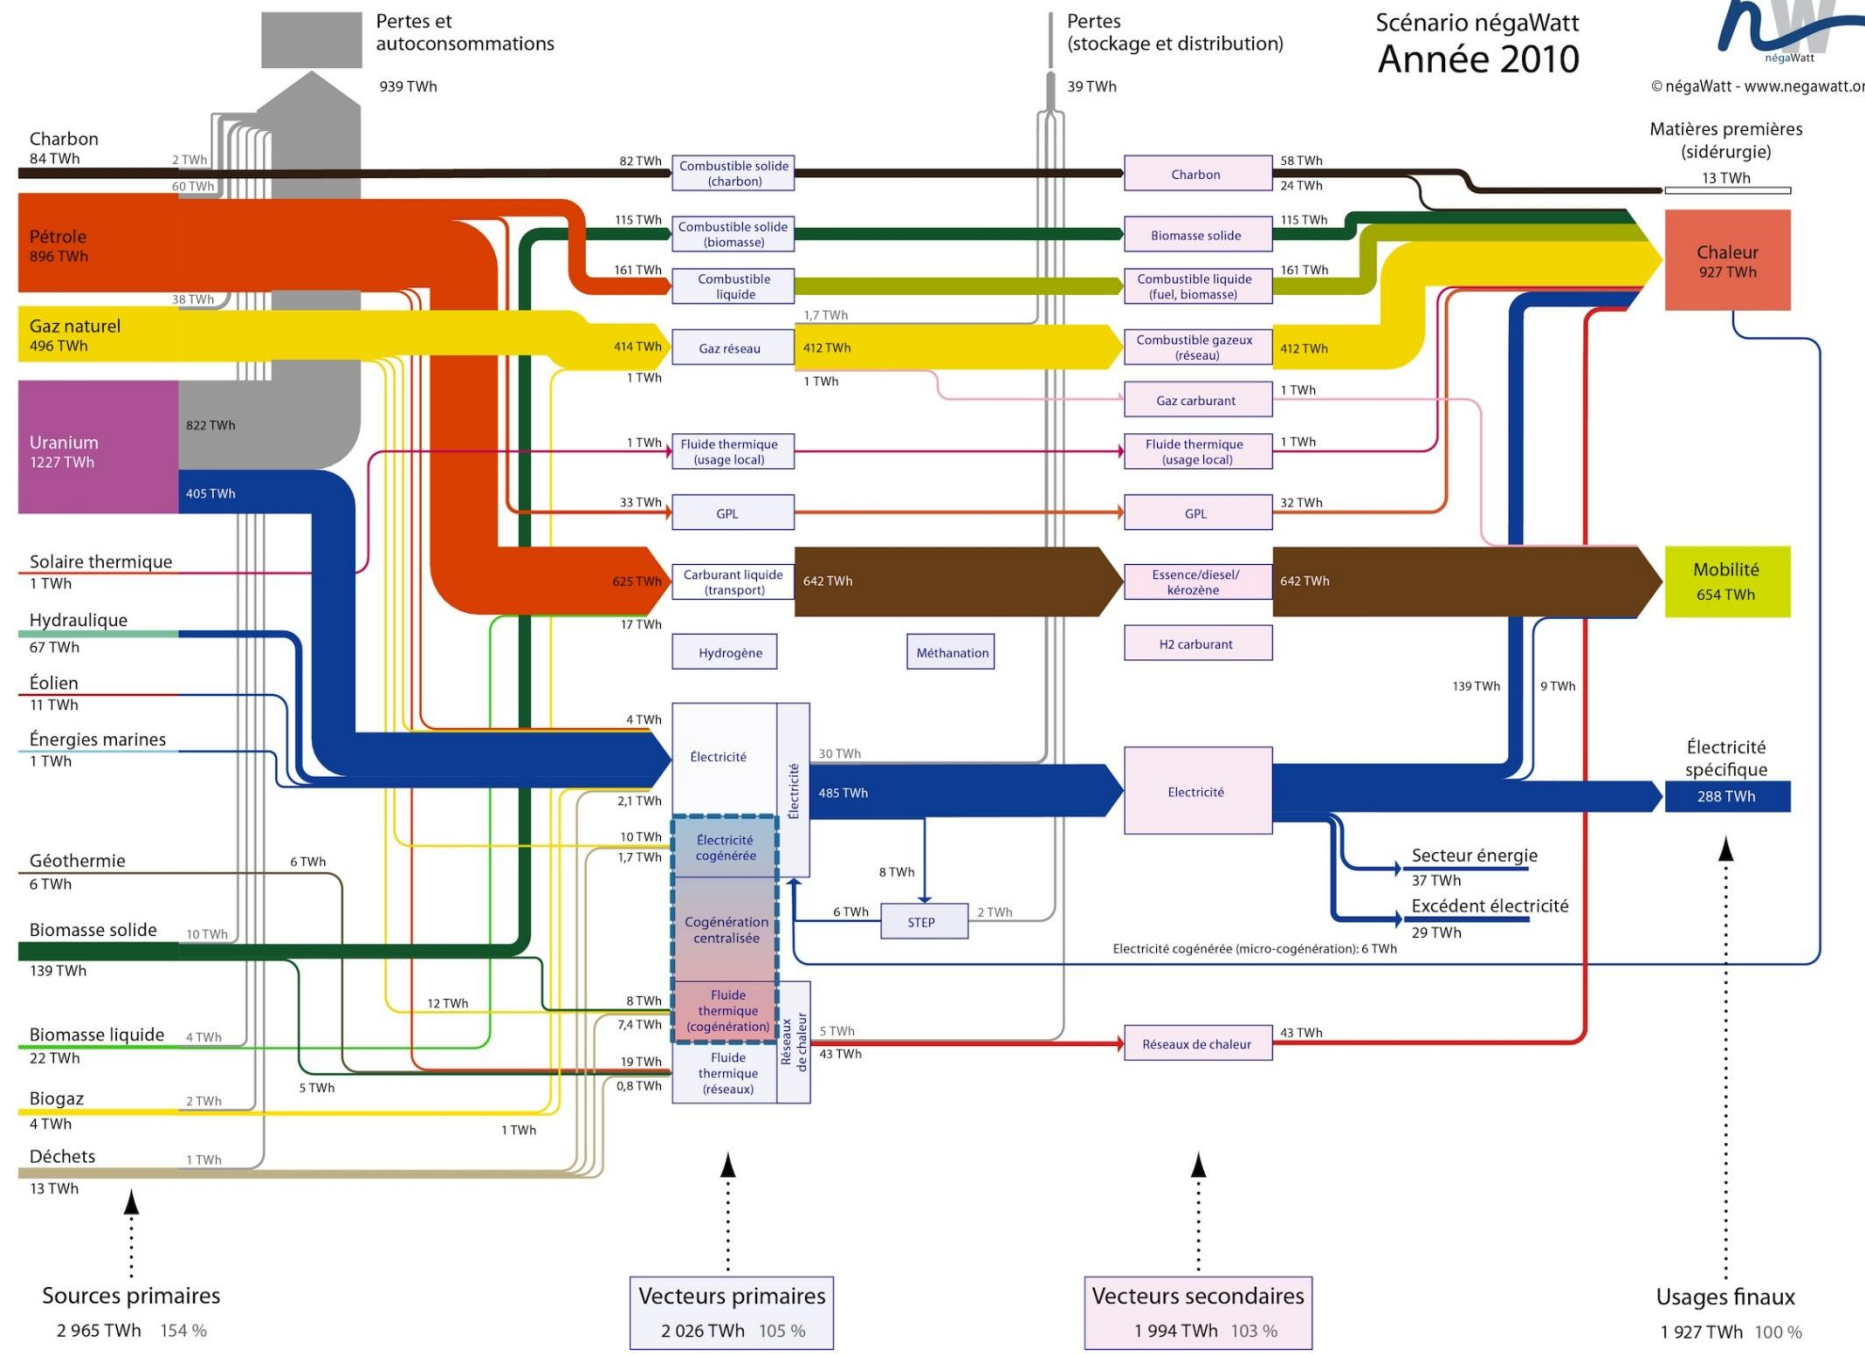 Pertes et
autoconsommations
939 TWh
Pertes
(stockage et distribution)
39 TWh
Scénario négaWatt
Année 2010
nW
négaWatt
© négaWatt - www.negawatt.or
Matières premières
(sidérurgie)
13 TWh
Charbon
84 TWh
2 TWh
60 TWh
Pétrole
896 TWh
38 TWh
Gaz naturel
496 TWh
822 TWh
Uranium
1227 TWh
405 TWh
Solaire thermique
1 TWh
Hydraulique
67 TWh
Éolien
11 TWh
Énergies marines
1 TWh
Géothermie
6 TWh
6 TWh
Biomasse solide
139 TWh
10 TWh
Biomasse liquide
22 TWh
4 TWh
5 TWh
Biogaz
4 TWh
2 TWh
1 TWh
Déchets
13 TWh
1 TWh
12 TWh
82 TWh
Combustible solide
(charbon)
115 TWh
Combustible solide
(biomasse)
161 TWh
Combustible
liquide
414 TWh
1 TWh
Gaz réseau
1,7 TWh
412 TWh
1 TWh
1 TWh
Fluide thermique
(usage local)
33 TWh
GPL
625 TWh
17 TWh
Carburant liquide
(transport)
642 TWh
Hydrogène
Méthanation
4 TWh
2,1 TWh
Électricité
Électricité
30 TWh
485 TWh
10 TWh
1,7 TWh
Électricité
cogénérée
Cogénération
centralisée
8 TWh
6 TWh
STEP
2 TWh
Electricité cogénérée (micro-cogénération): 6 TWh
8 TWh
7,4 TWh
Fluide
thermique
(cogénération)
19 TWh
0,8 TWh
Fluide
thermique
(réseaux)
Réseaux
de chaleur
5 TWh
43 TWh
Charbon
58 TWh
24 TWh
Biomasse solide
115 TWh
Combustible liquide
(fuel, biomasse)
161 TWh
Combustible gazeux
(réseau)
412 TWh
Gaz carburant
1 TWh
Fluide thermique
(usage local)
1 TWh
GPL
32 TWh
Essence/diesel/
kérozène
642 TWh
H2 carburant
Electricité
139 TWh
9 TWh
Secteur énergie
37 TWh
Excédent électricité
29 TWh
Réseaux de chaleur
43 TWh
Chaleur
927 TWh
Mobilité
654 TWh
Électricité
spécifique
288 TWh
Sources primaires
2 965 TWh 154 %
Vecteurs primaires
2 026 TWh 105 %
Vecteurs secondaires
1 994 TWh 103 %
Usages finaux
1 927 TWh 100 %